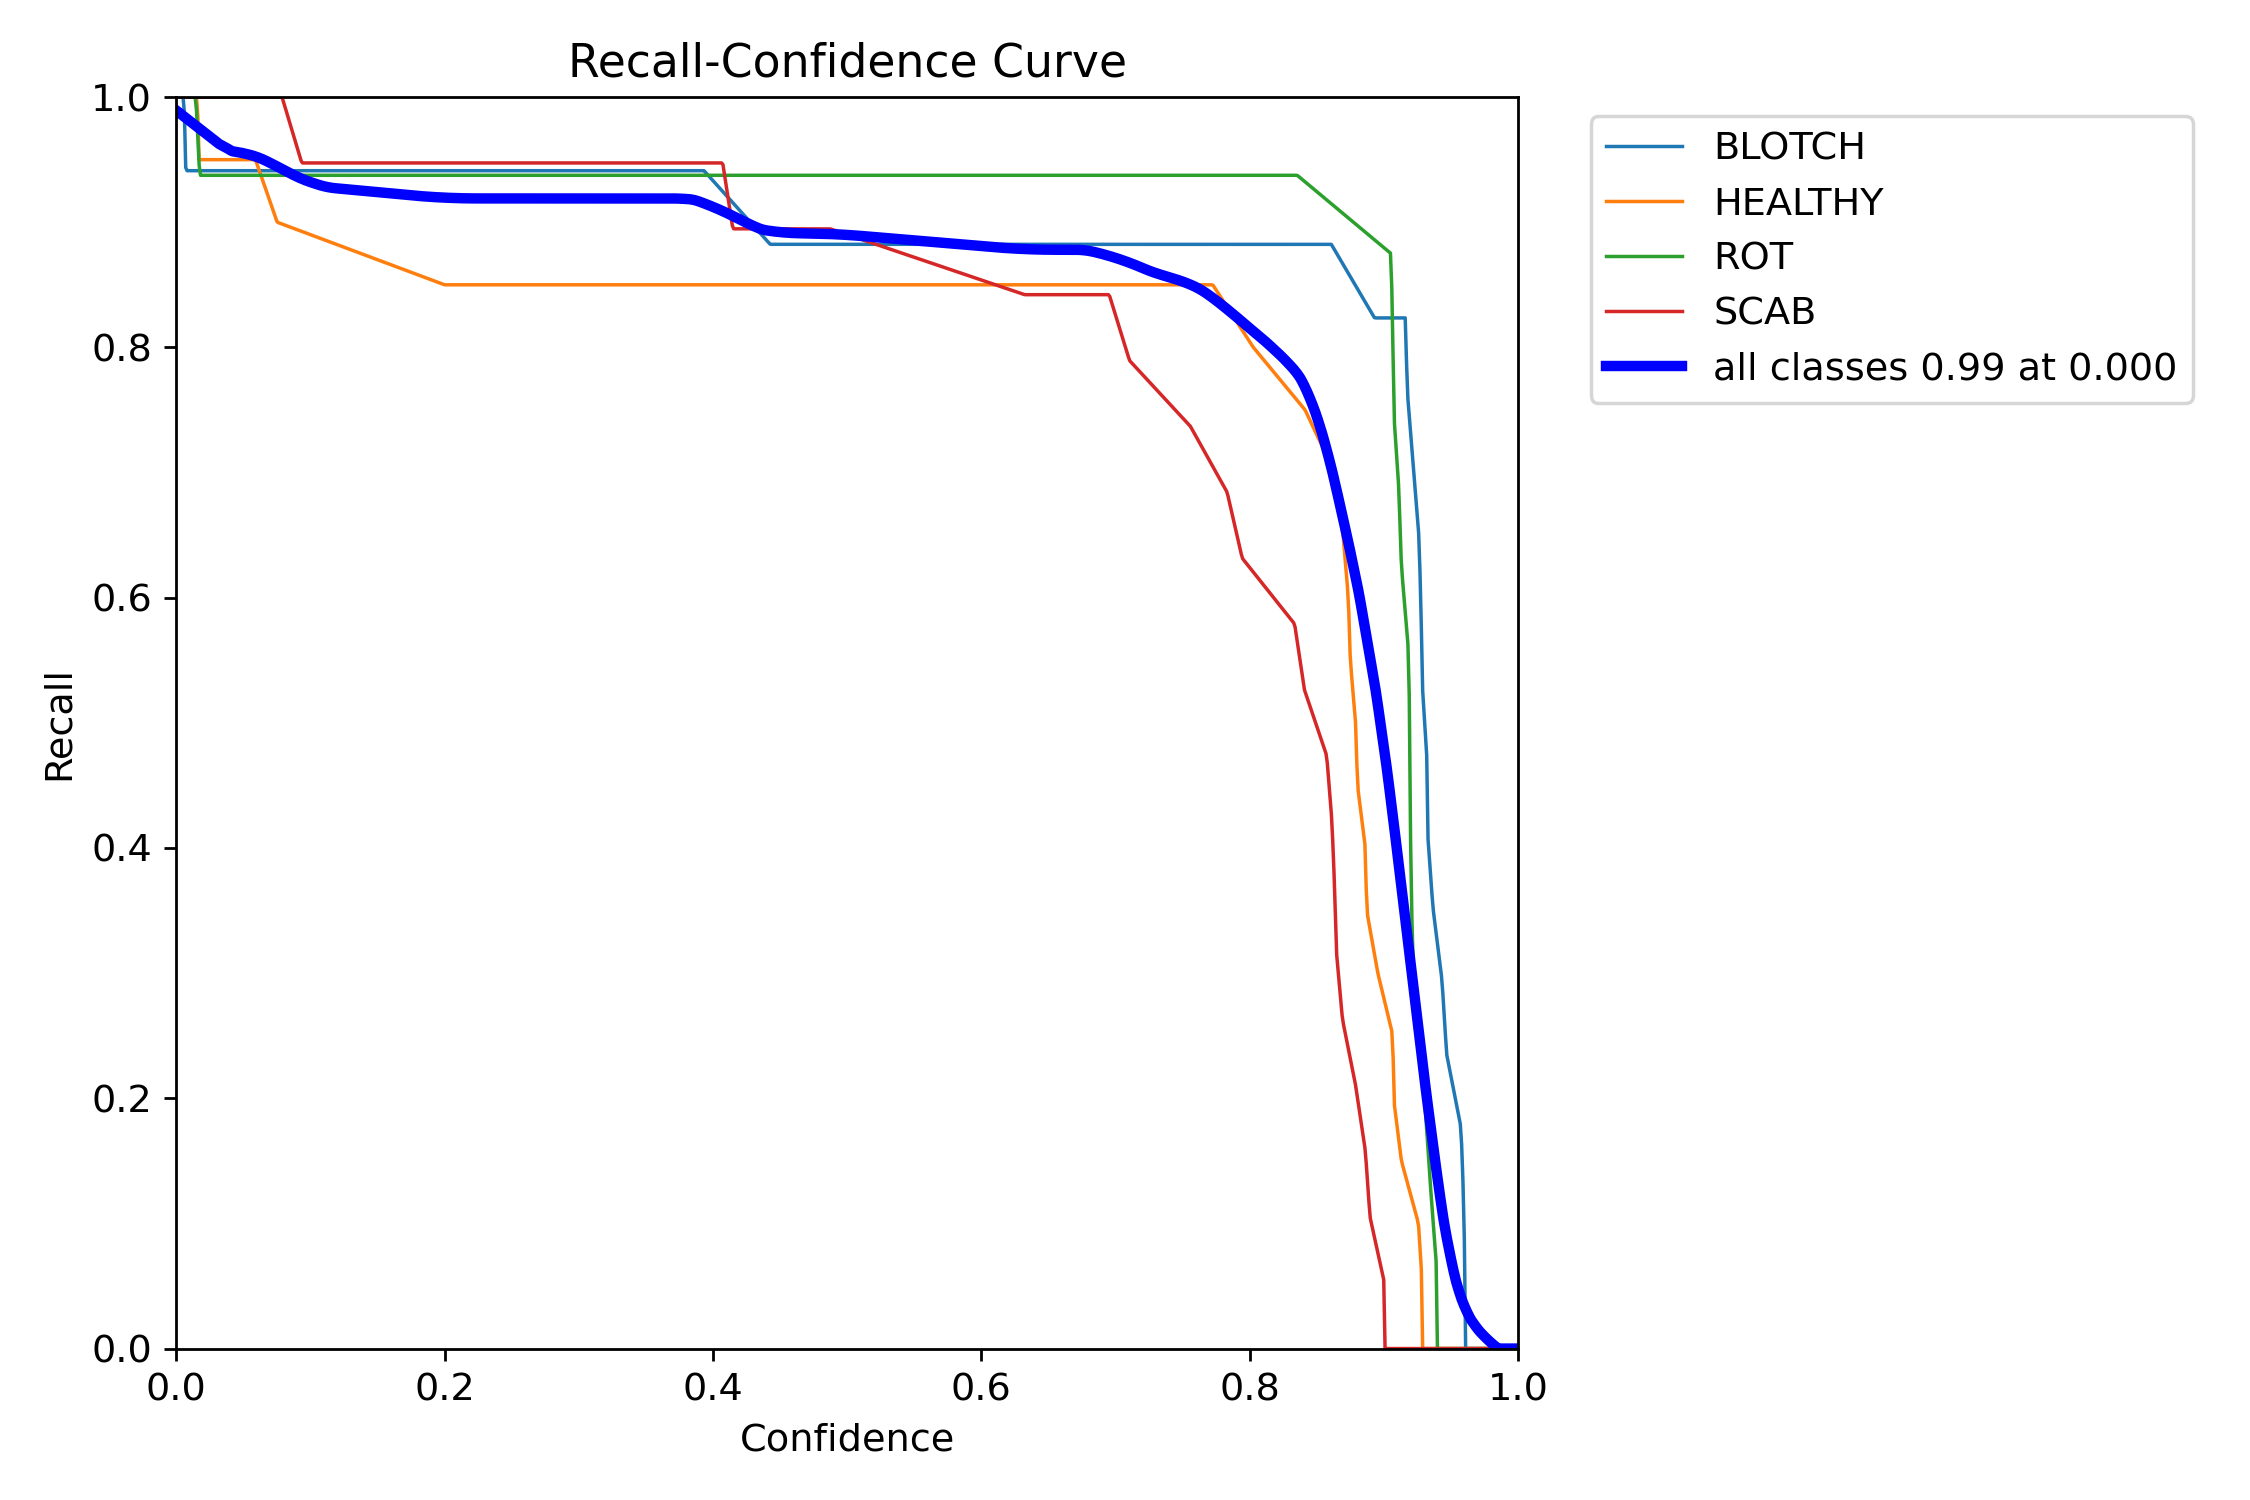 Recall-Confidence Curve
1.0
0.8
0.6
0.4
0.2
0.0
Recall
0.0 0.2 0.4 0.6 0.8 1.0
Confidence
BLOTCH
HEALTHY
ROT
SCAB
all classes 0.99 at 0.000